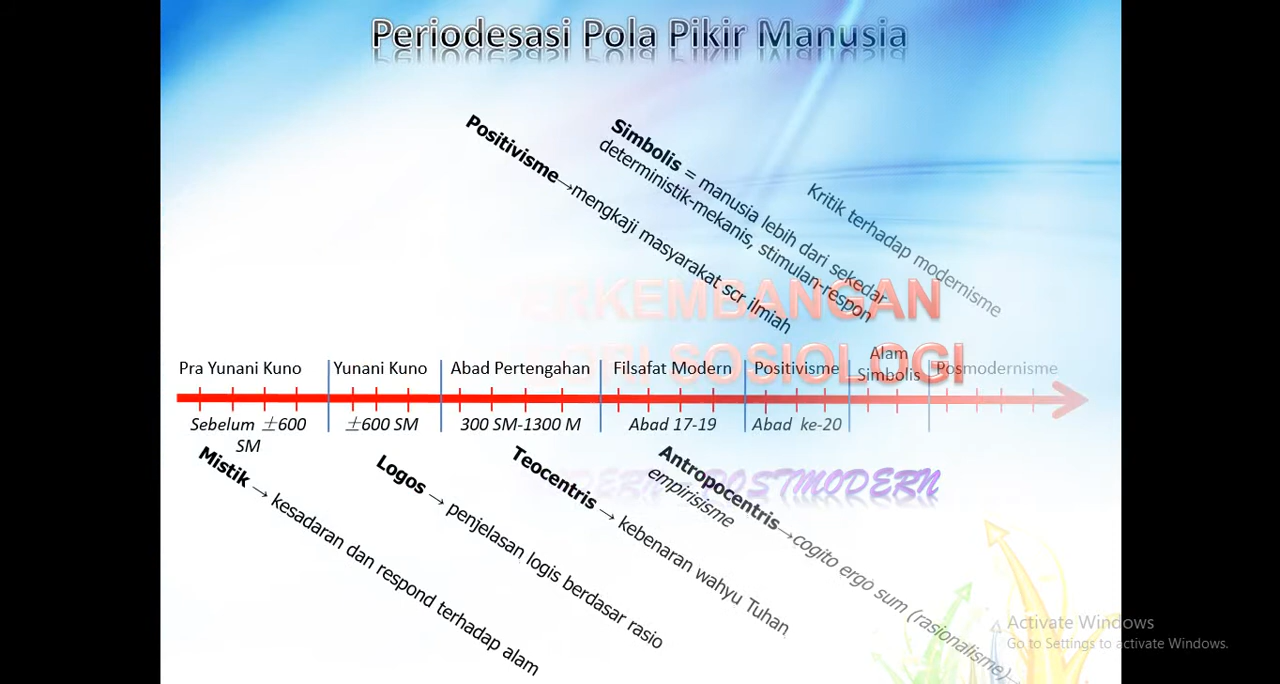 Periodesasi Pola Pikir Manusia
Positivisme→mengkaji masyarakat scr ilmiah
Simbolis = manusia lebih dari sekedar
deterministik-mekanis, stimulan-respon
Kritik terhadap modernisme
PERKEMBANGAN
TEORI SOSIOLOGI
Pra Yunani Kuno
Yunani Kuno
Abad Pertengahan
Filsafat Modern
Positivisme
Alam
Simbolis
Posmodernisme
Sebelum ±600
SM
±600 SM
300 SM-1300 M
Abad 17-19
Abad ke-20
Mistik → kesadaran dan respond terhadap alam
Logos → penjelasan logis berdasar rasio
Teocentris → kebenaran wahyu Tuhan
Antropocentris→cogito ergo sum (rasionalisme)→
empirisisme
POSTMODERN
Activate Windows
Go to Settings to activate Windows.